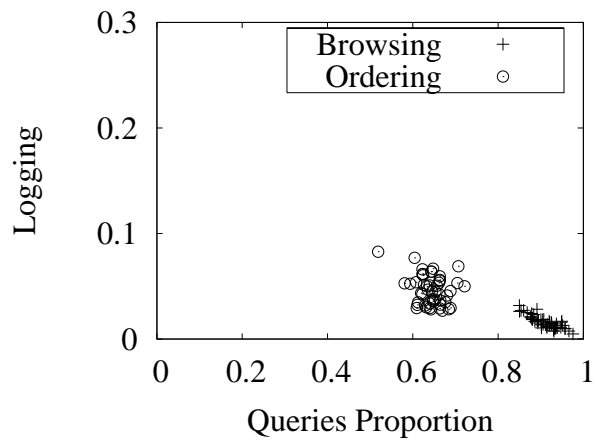 0.3
Browsing
Ordering
0.2
Logging
0.1
0
0 0.2 0.4 0.6 0.8 1
Queries Proportion